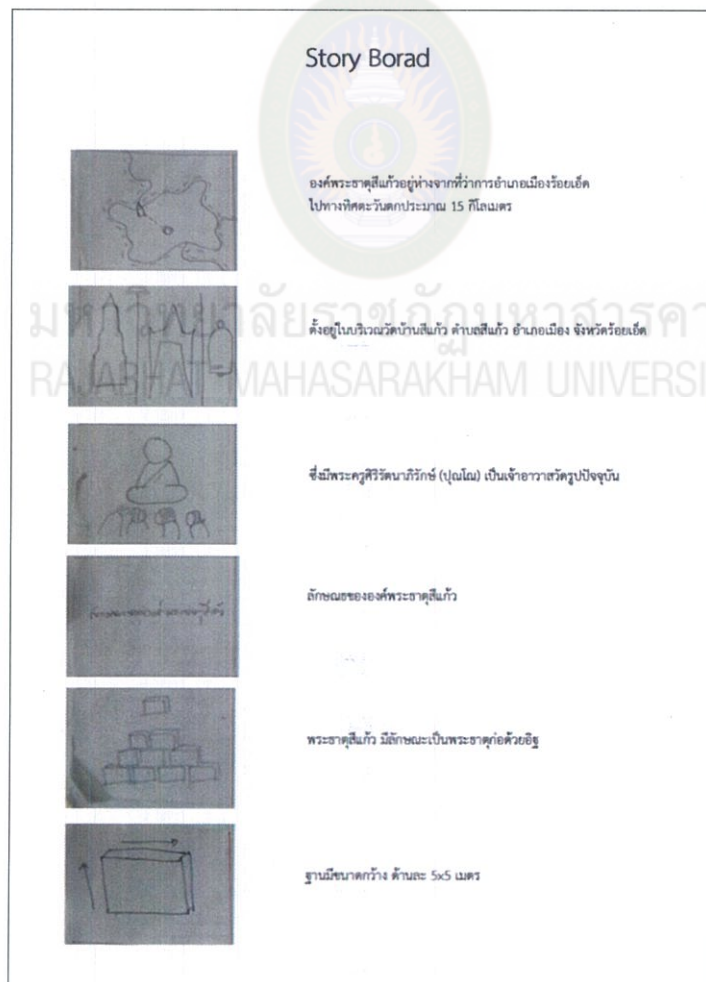 Story Borad
องค์พระธาตุสีแก้วอยู่ห่างจากที่ว่าการอำเภอเมืองร้อยเอ็ด
ไปทางทิศตะวันตกประมาณ 15 กิโลเมตร
มหาวิทยาลัยราชภัฏมหาสารคา
ตั้งอยู่ในบริเวณวัดบ้านสีแก้ว ตำบลสีแก้ว อำเภอเมือง จังหวัดร้อยเอ็ด
RAJABHAT MAHASARAKHAM UNIVERSI
ซึ่งมีพระครูศิริรัตนาภิรักษ์ (ปุณโณ) เป็นเจ้าอาวาสวัดรูปปัจจุบัน
ลักษณธขององค์พระธาตุสีแก้ว
พระธาตุสีแก้ว มีลักษณะเป็นพระธาตุก่อด้วยอิฐ
ฐานมีขนาดกว้าง ด้านละ 5x5 เมตร